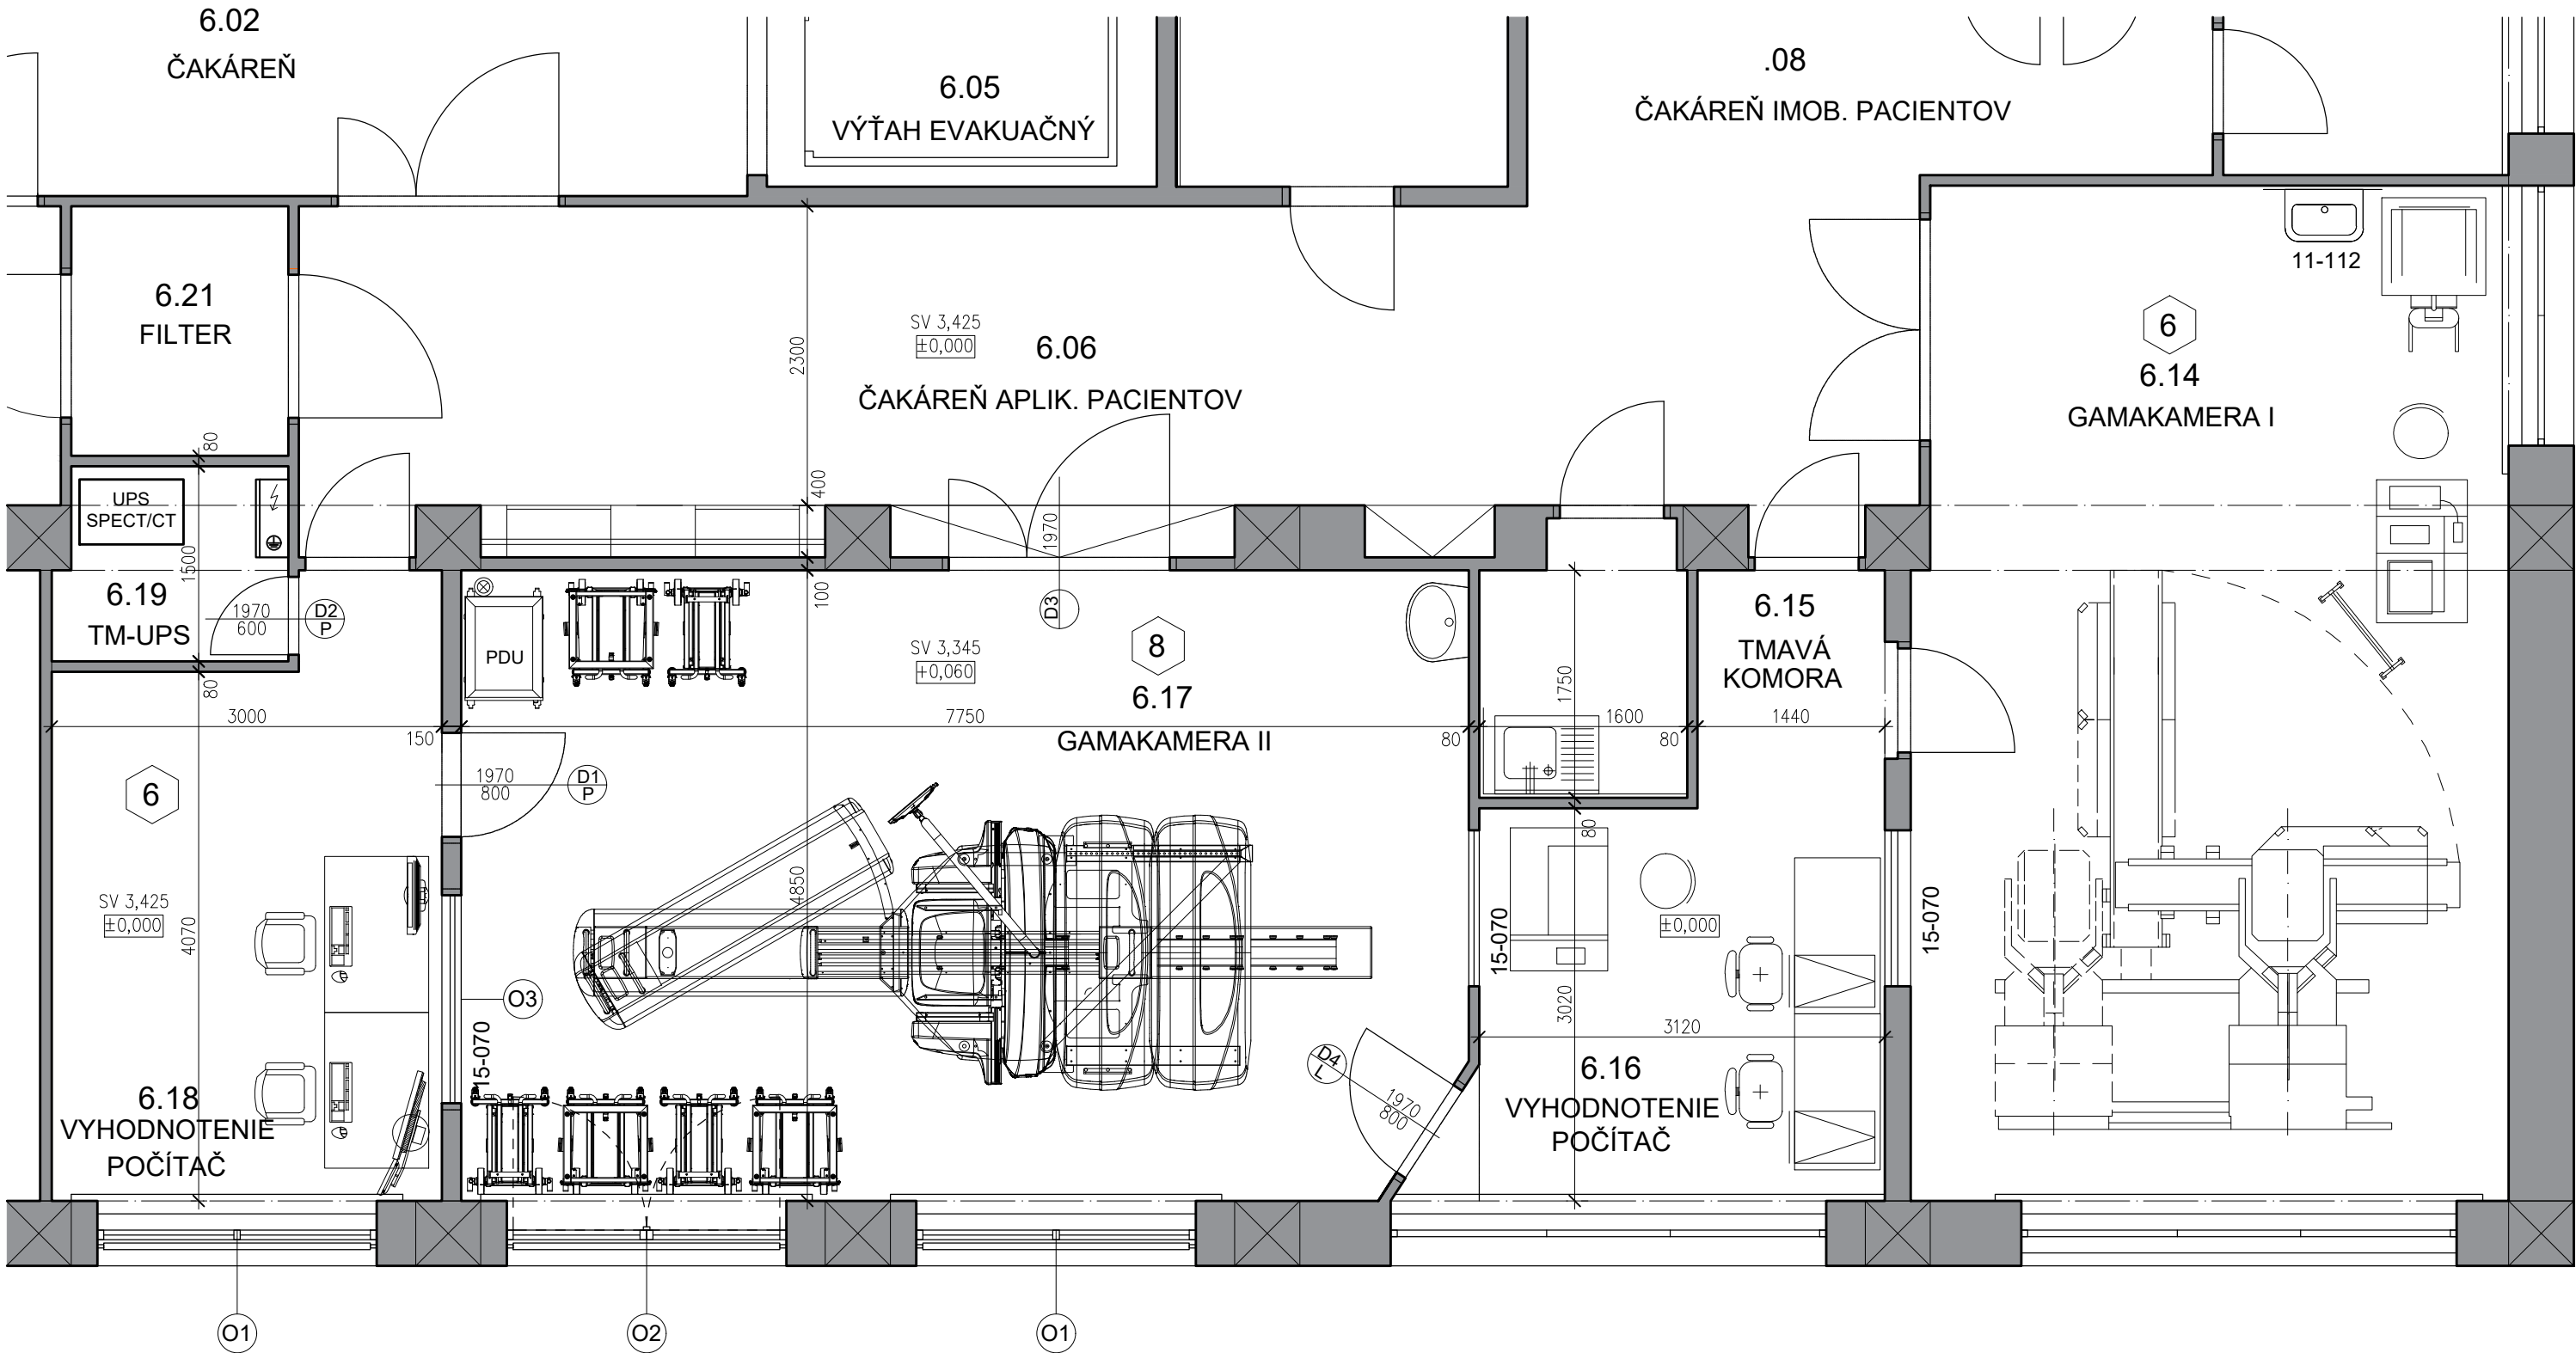 6.02
ČAKÁREŇ
6.05
VÝŤAH EVAKUAČNÝ
.08
ČAKÁREŇ IMOB. PACIENTOV
11-112
6.21
FILTER
SV 3,425
±0,000
6.06
ČAKÁREŇ APLIK. PACIENTOV
2300
6
6.14
GAMAKAMERA I
80
400
UPS
SPECT/CT
1500
1970
6.19
TM-UPS
1970
600
D2
P
100
PDU
D3
SV 3,345
+0,060
8
6.17
GAMAKAMERA II
6.15
TMAVÁ
KOMORA
1750
80
3000
150
7750
80
1600
80
1440
6
1970
800
D1
P
80
SV 3,425
±0,000
4070
4850
±0,000
15-070
15-070
O3
15-070
3020
3120
D4
L
1970
800
6.18
VYHODNOTENIE
POČÍTAČ
6.16
VYHODNOTENIE
POČÍTAČ
O1
O2
O1